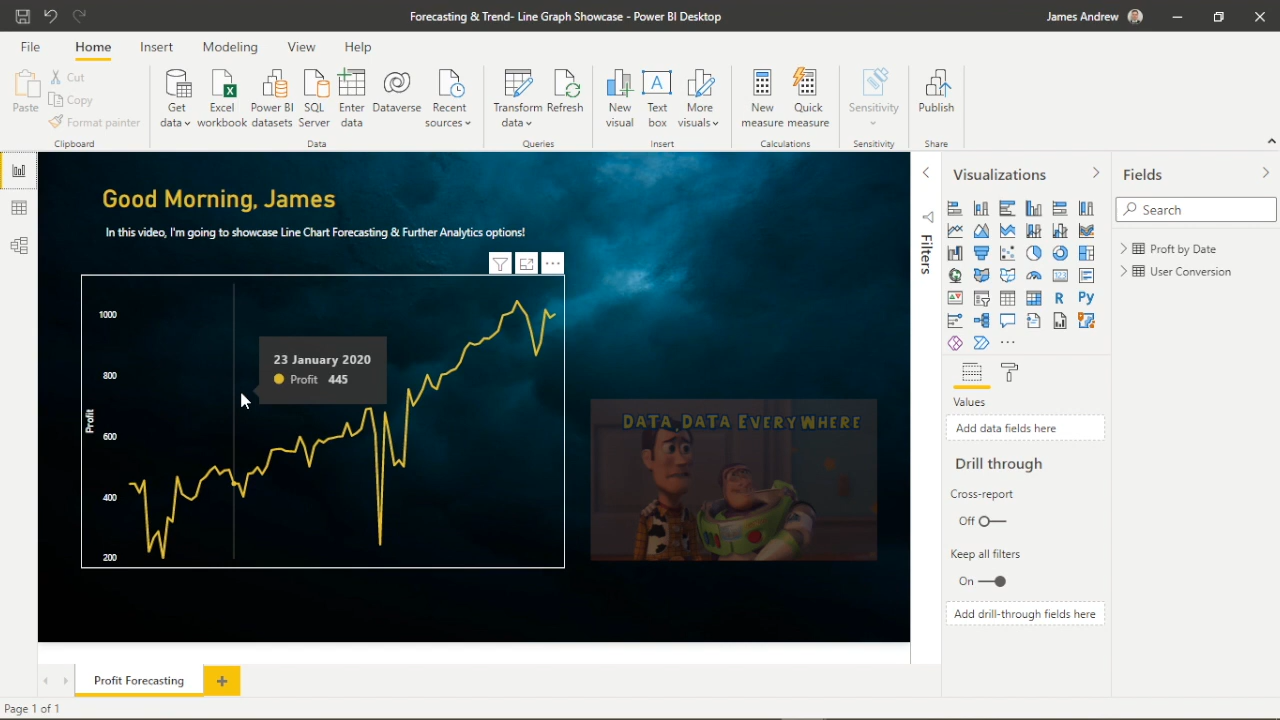 Forecasting & Trend- Line Graph Showcase - Power BI Desktop
James Andrew
File
Home
Insert
Modeling
View
Help
Paste
Cut
Copy
Format painter
Clipboard
Get data
Excel workbook
Power BI datasets
SQL Server
Enter data
Dataverse
Recent sources
Data
Transform data
Refresh
Queries
New visual
Text box
More visuals
Insert
New measure
Quick measure
Calculations
Sensitivity
Sensitivity
Publish
Share
Good Morning, James
In this video, I'm going to showcase Line Chart Forecasting & Further Analytics options!
1000
800
600
400
200
Profit
23 January 2020
Profit 445
DATA, DATA EVERYWHERE
Filters
Visualizations
123
R
Py
Values
Add data fields here
Drill through
Cross-report
Off
Keep all filters
On
Add drill-through fields here
Fields
Search
Proft by Date
User Conversion
Profit Forecasting
Page 1 of 1